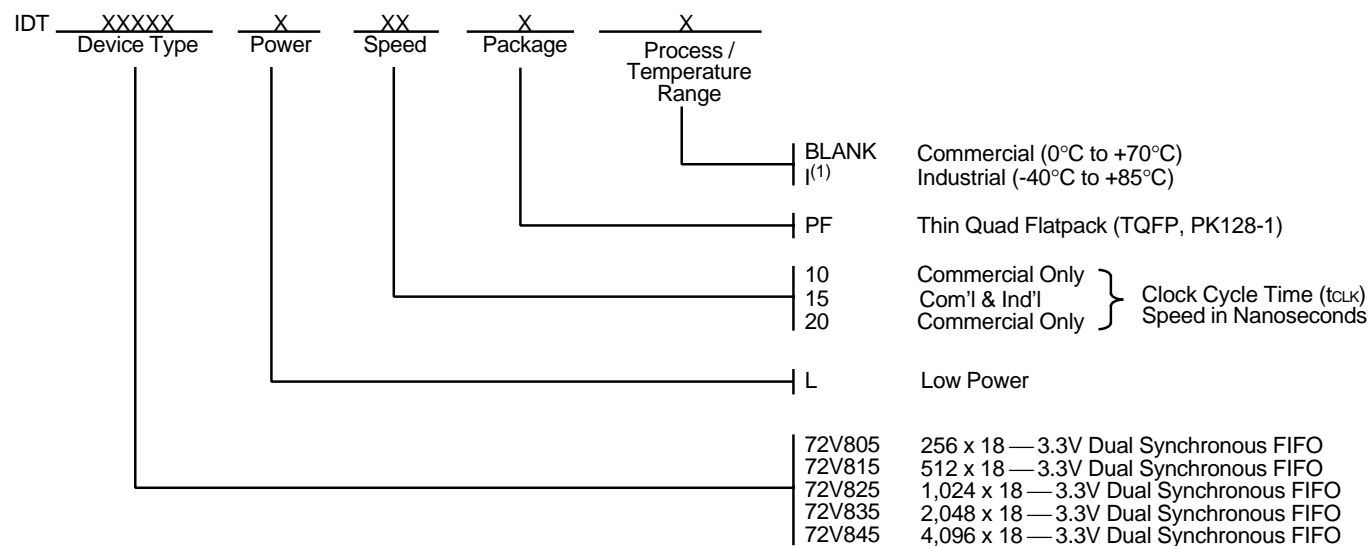 IDT XXXXX X XX X X
Device Type Power Speed Package Process /
Temperature
Range
BLANK Commercial (0°C to +70°C)
I(1) Industrial (-40°C to +85°C)
PF Thin Quad Flatpack (TQFP, PK128-1)
10 Commercial Only
15 Com'l & Ind'l
20 Commercial Only
Clock Cycle Time (tCLK)
Speed in Nanoseconds
L Low Power
72V805 256 x 18 — 3.3V Dual Synchronous FIFO
72V815 512 x 18 — 3.3V Dual Synchronous FIFO
72V825 1,024 x 18 — 3.3V Dual Synchronous FIFO
72V835 2,048 x 18 — 3.3V Dual Synchronous FIFO
72V845 4,096 x 18 — 3.3V Dual Synchronous FIFO